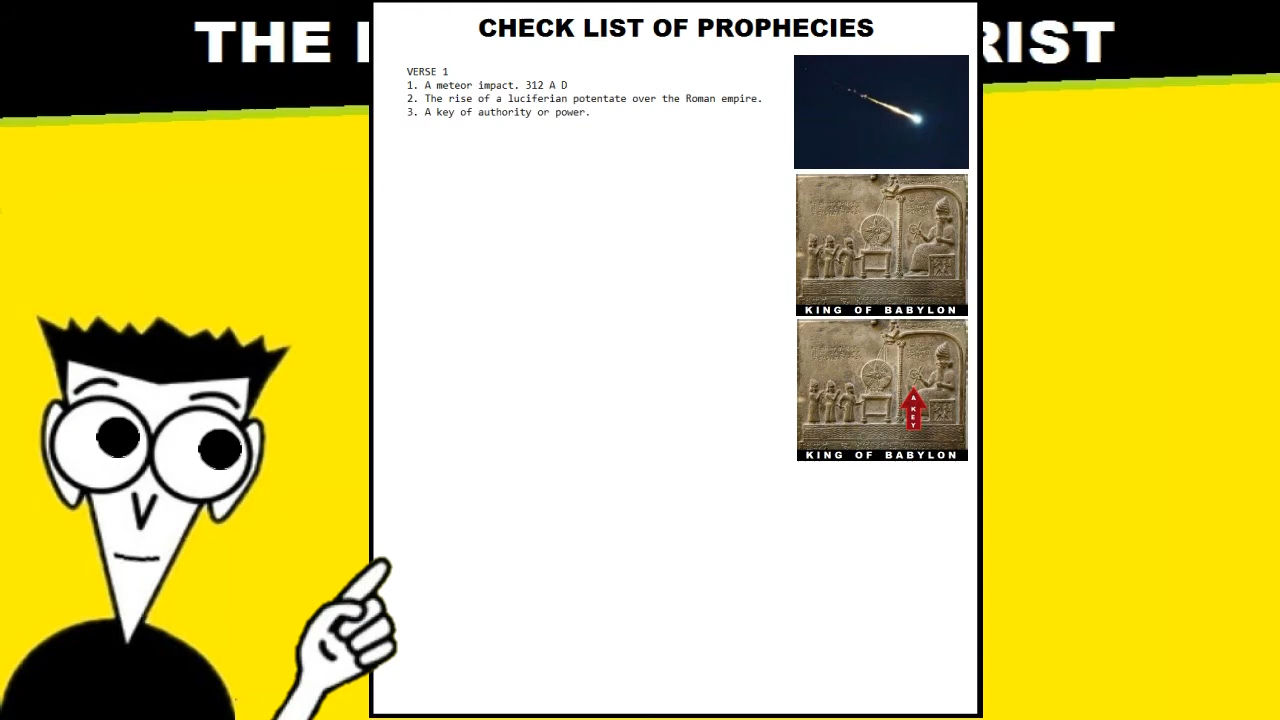 THE
RIST
CHECK LIST OF PROPHECIES
VERSE 1
1. A meteor impact. 312 A D
2. The rise of a luciferian potentate over the Roman empire.
3. A key of authority or power.
KING OF BABYLON
A KEY
KING OF BABYLON